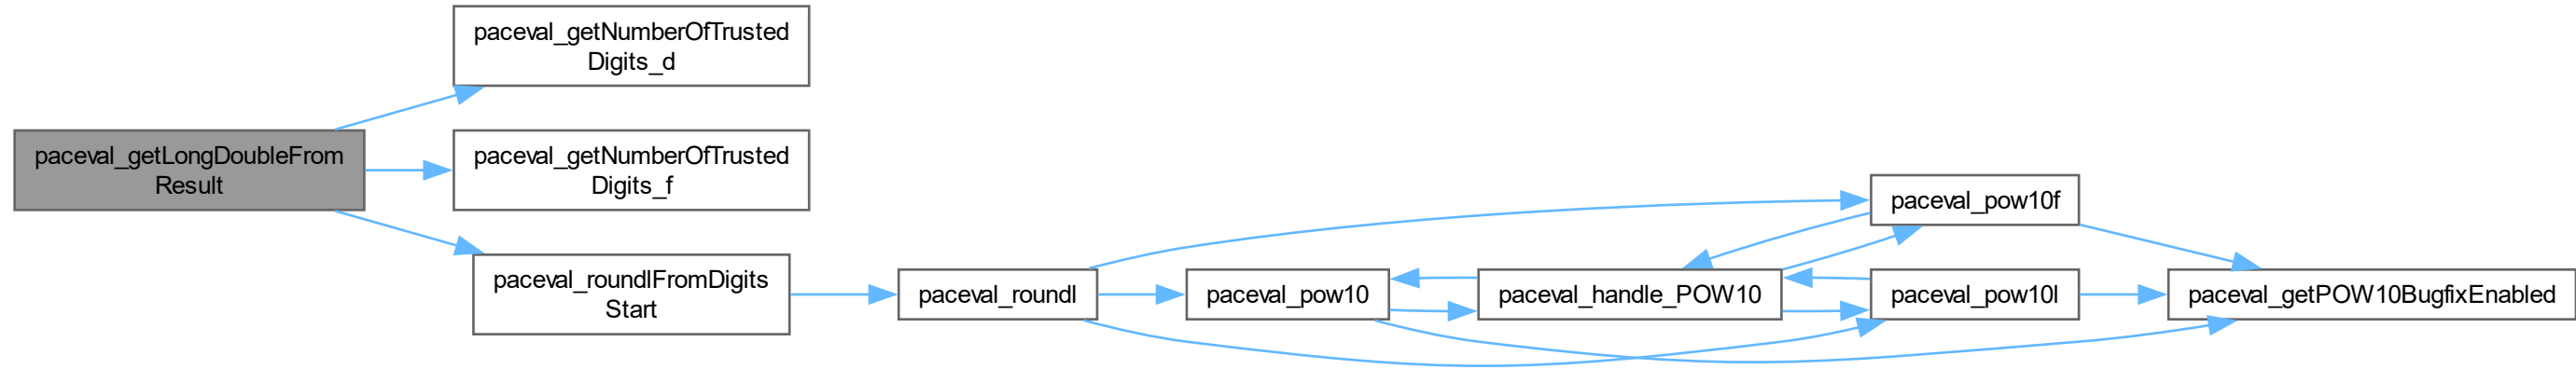 paceval_getNumberOfTrusted
Digits_d
paceval_getLongDoubleFrom
Result
paceval_getNumberOfTrusted
Digits_f
paceval_roundlFromDigits
Start
paceval_roundl
paceval_pow10
paceval_handle_POW10
paceval_pow10f
paceval_pow10l
paceval_getPOW10BugfixEnabled